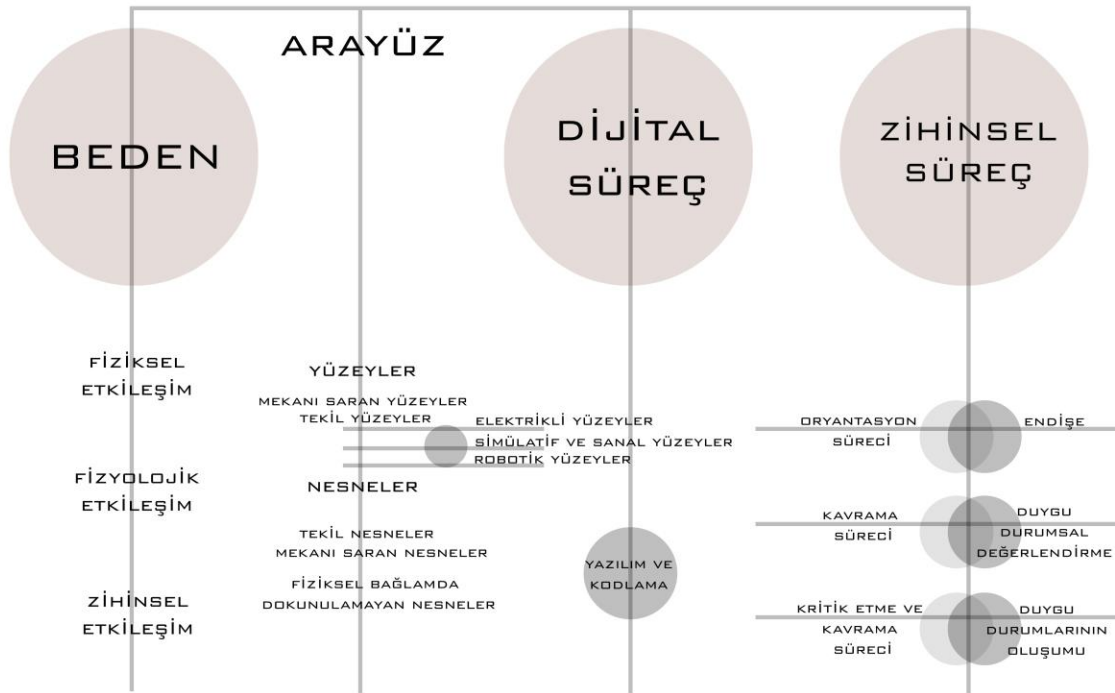 BEDEN
FİZİKSEL
ETKİLEŞİM
FİZYOLOJİK
ETKİLEŞİM
ZİHİNSEL
ETKİLEŞİM
ARAYÜZ
YÜZEYLER
MEKANI SARAN YÜZEYLER
TEKİL YÜZEYLER
ELEKTRİKLİ YÜZEYLER
SİMÜLATİF VE SANAL YÜZEYLER
ROBOTİK YÜZEYLER
NESNELER
TEKİL NESNELER
MEKANI SARAN NESNELER
FİZİKSEL BAĞLAMDA
DOKUNULAMAYAN NESNELER
DİJİTAL
SÜREÇ
YAZILIM VE
KODLAMA
ZİHİNSEL
SÜREÇ
ORYANTASYON
SÜRECİ
ENDİŞE
KAVRAMA
SÜRECİ
DUYGU
DURUMSAL
DEĞERLENDİRME
KRİTİK ETME VE
KAVRAMA
SÜRECİ
DUYGU
DURUMLARININ
OLUŞUMU